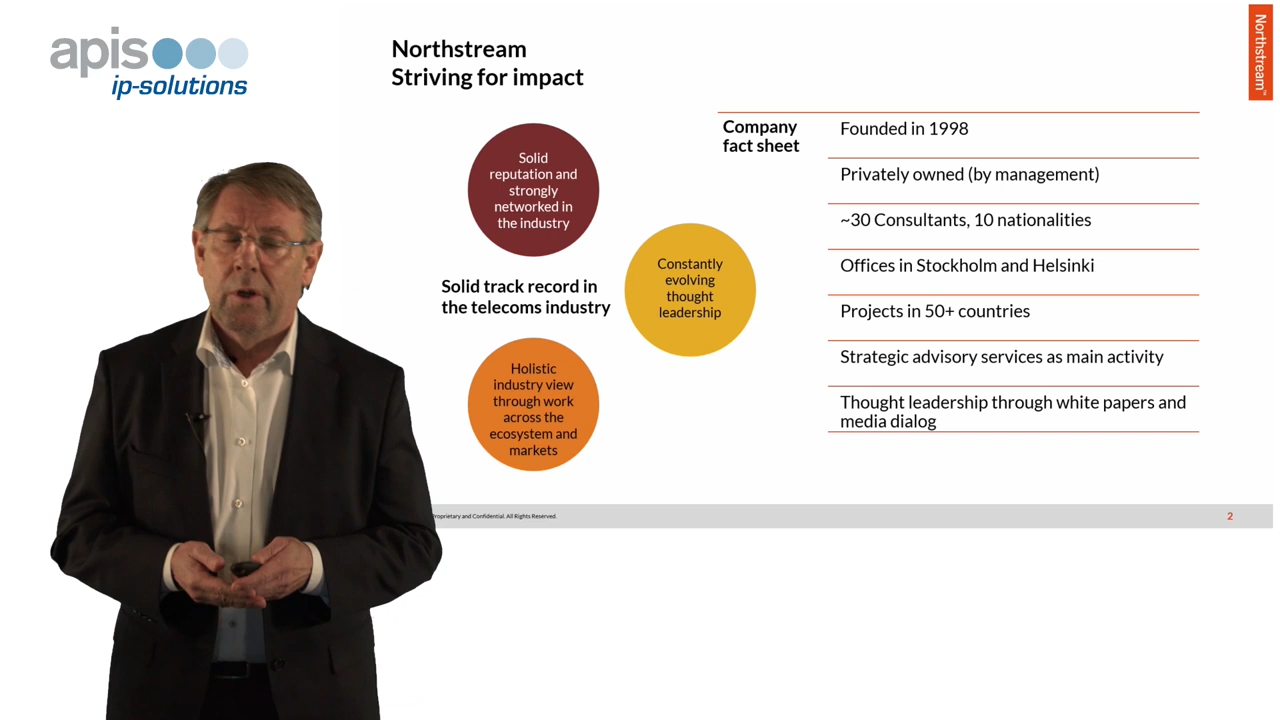 apis
ip-solutions
Northstream
Striving for impact
Northstream™
Solid
reputation and
strongly
networked in
the industry
Solid track record in
the telecoms industry
Constantly
evolving
thought
leadership
Holistic
industry view
through work
across the
ecosystem and
markets
Company
fact sheet
Founded in 1998
Privately owned (by management)
~30 Consultants, 10 nationalities
Offices in Stockholm and Helsinki
Projects in 50+ countries
Strategic advisory services as main activity
Thought leadership through white papers and
media dialog
Proprietary and Confidential. All Rights Reserved.
2